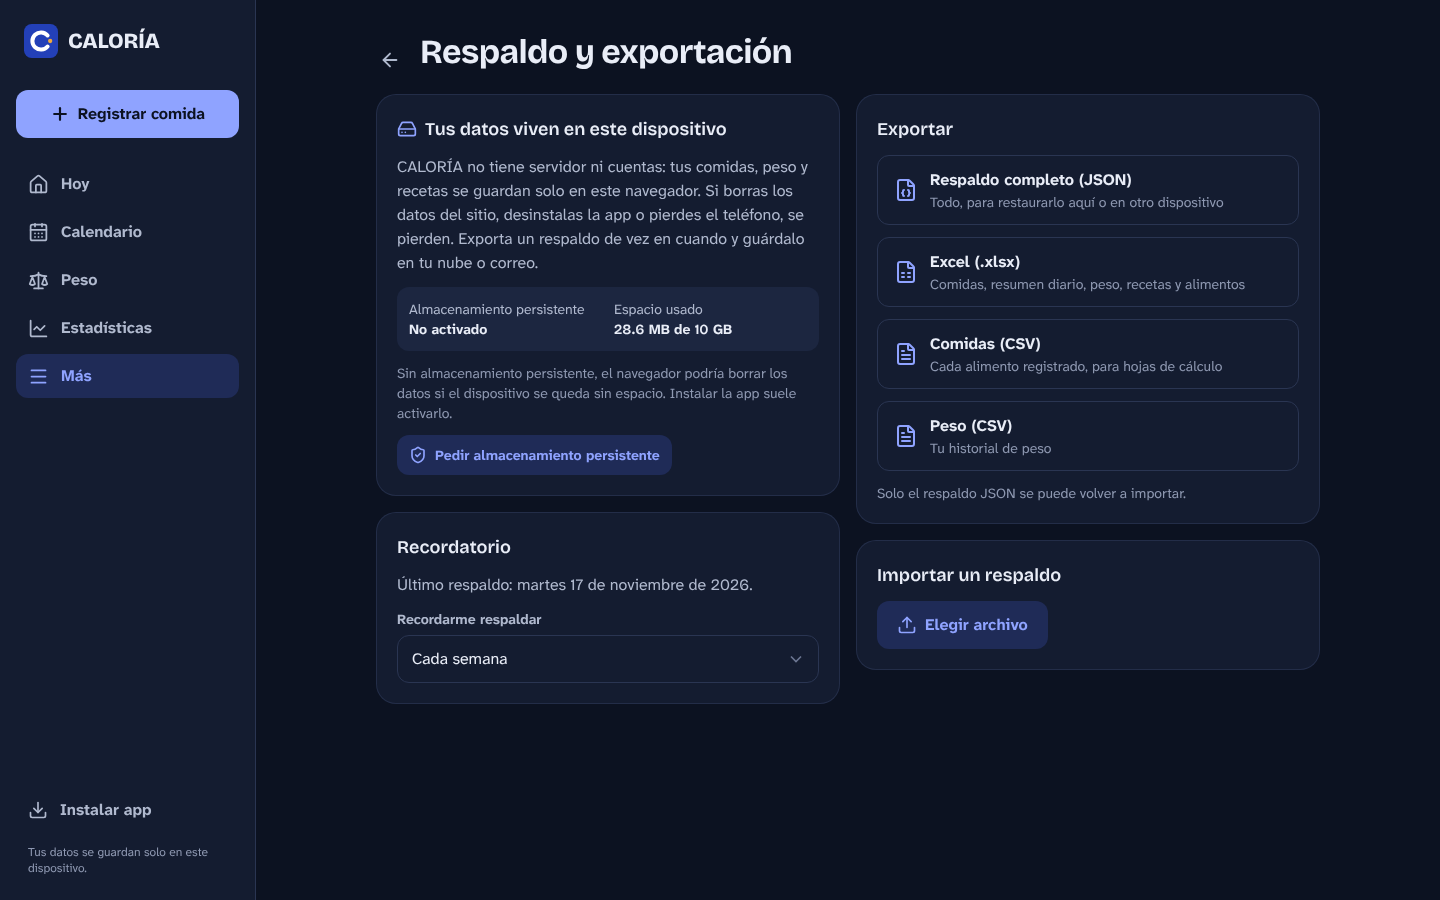 CALORÍA
Registrar comida
Hoy
Calendario
Peso
Estadísticas
Más
Instalar app
Tus datos se guardan solo en este
dispositivo.
Respaldo y exportación
Tus datos viven en este dispositivo
CALORÍA no tiene servidor ni cuentas: tus comidas, peso y
recetas se guardan solo en este navegador. Si borras los
datos del sitio, desinstalas la app o pierdes el teléfono, se
pierden. Exporta un respaldo de vez en cuando y guárdalo
en tu nube o correo.
Almacenamiento persistente
No activado
Espacio usado
28.6 MB de 10 GB
Sin almacenamiento persistente, el navegador podría borrar los
datos si el dispositivo se queda sin espacio. Instalar la app suele
activarlo.
Pedir almacenamiento persistente
Recordatorio
Último respaldo: martes 17 de noviembre de 2026.
Recordarme respaldar
Cada semana
Exportar
Respaldo completo (JSON)
Todo, para restaurarlo aquí o en otro dispositivo
Excel (.xlsx)
Comidas, resumen diario, peso, recetas y alimentos
Comidas (CSV)
Cada alimento registrado, para hojas de cálculo
Peso (CSV)
Tu historial de peso
Solo el respaldo JSON se puede volver a importar.
Importar un respaldo
Elegir archivo